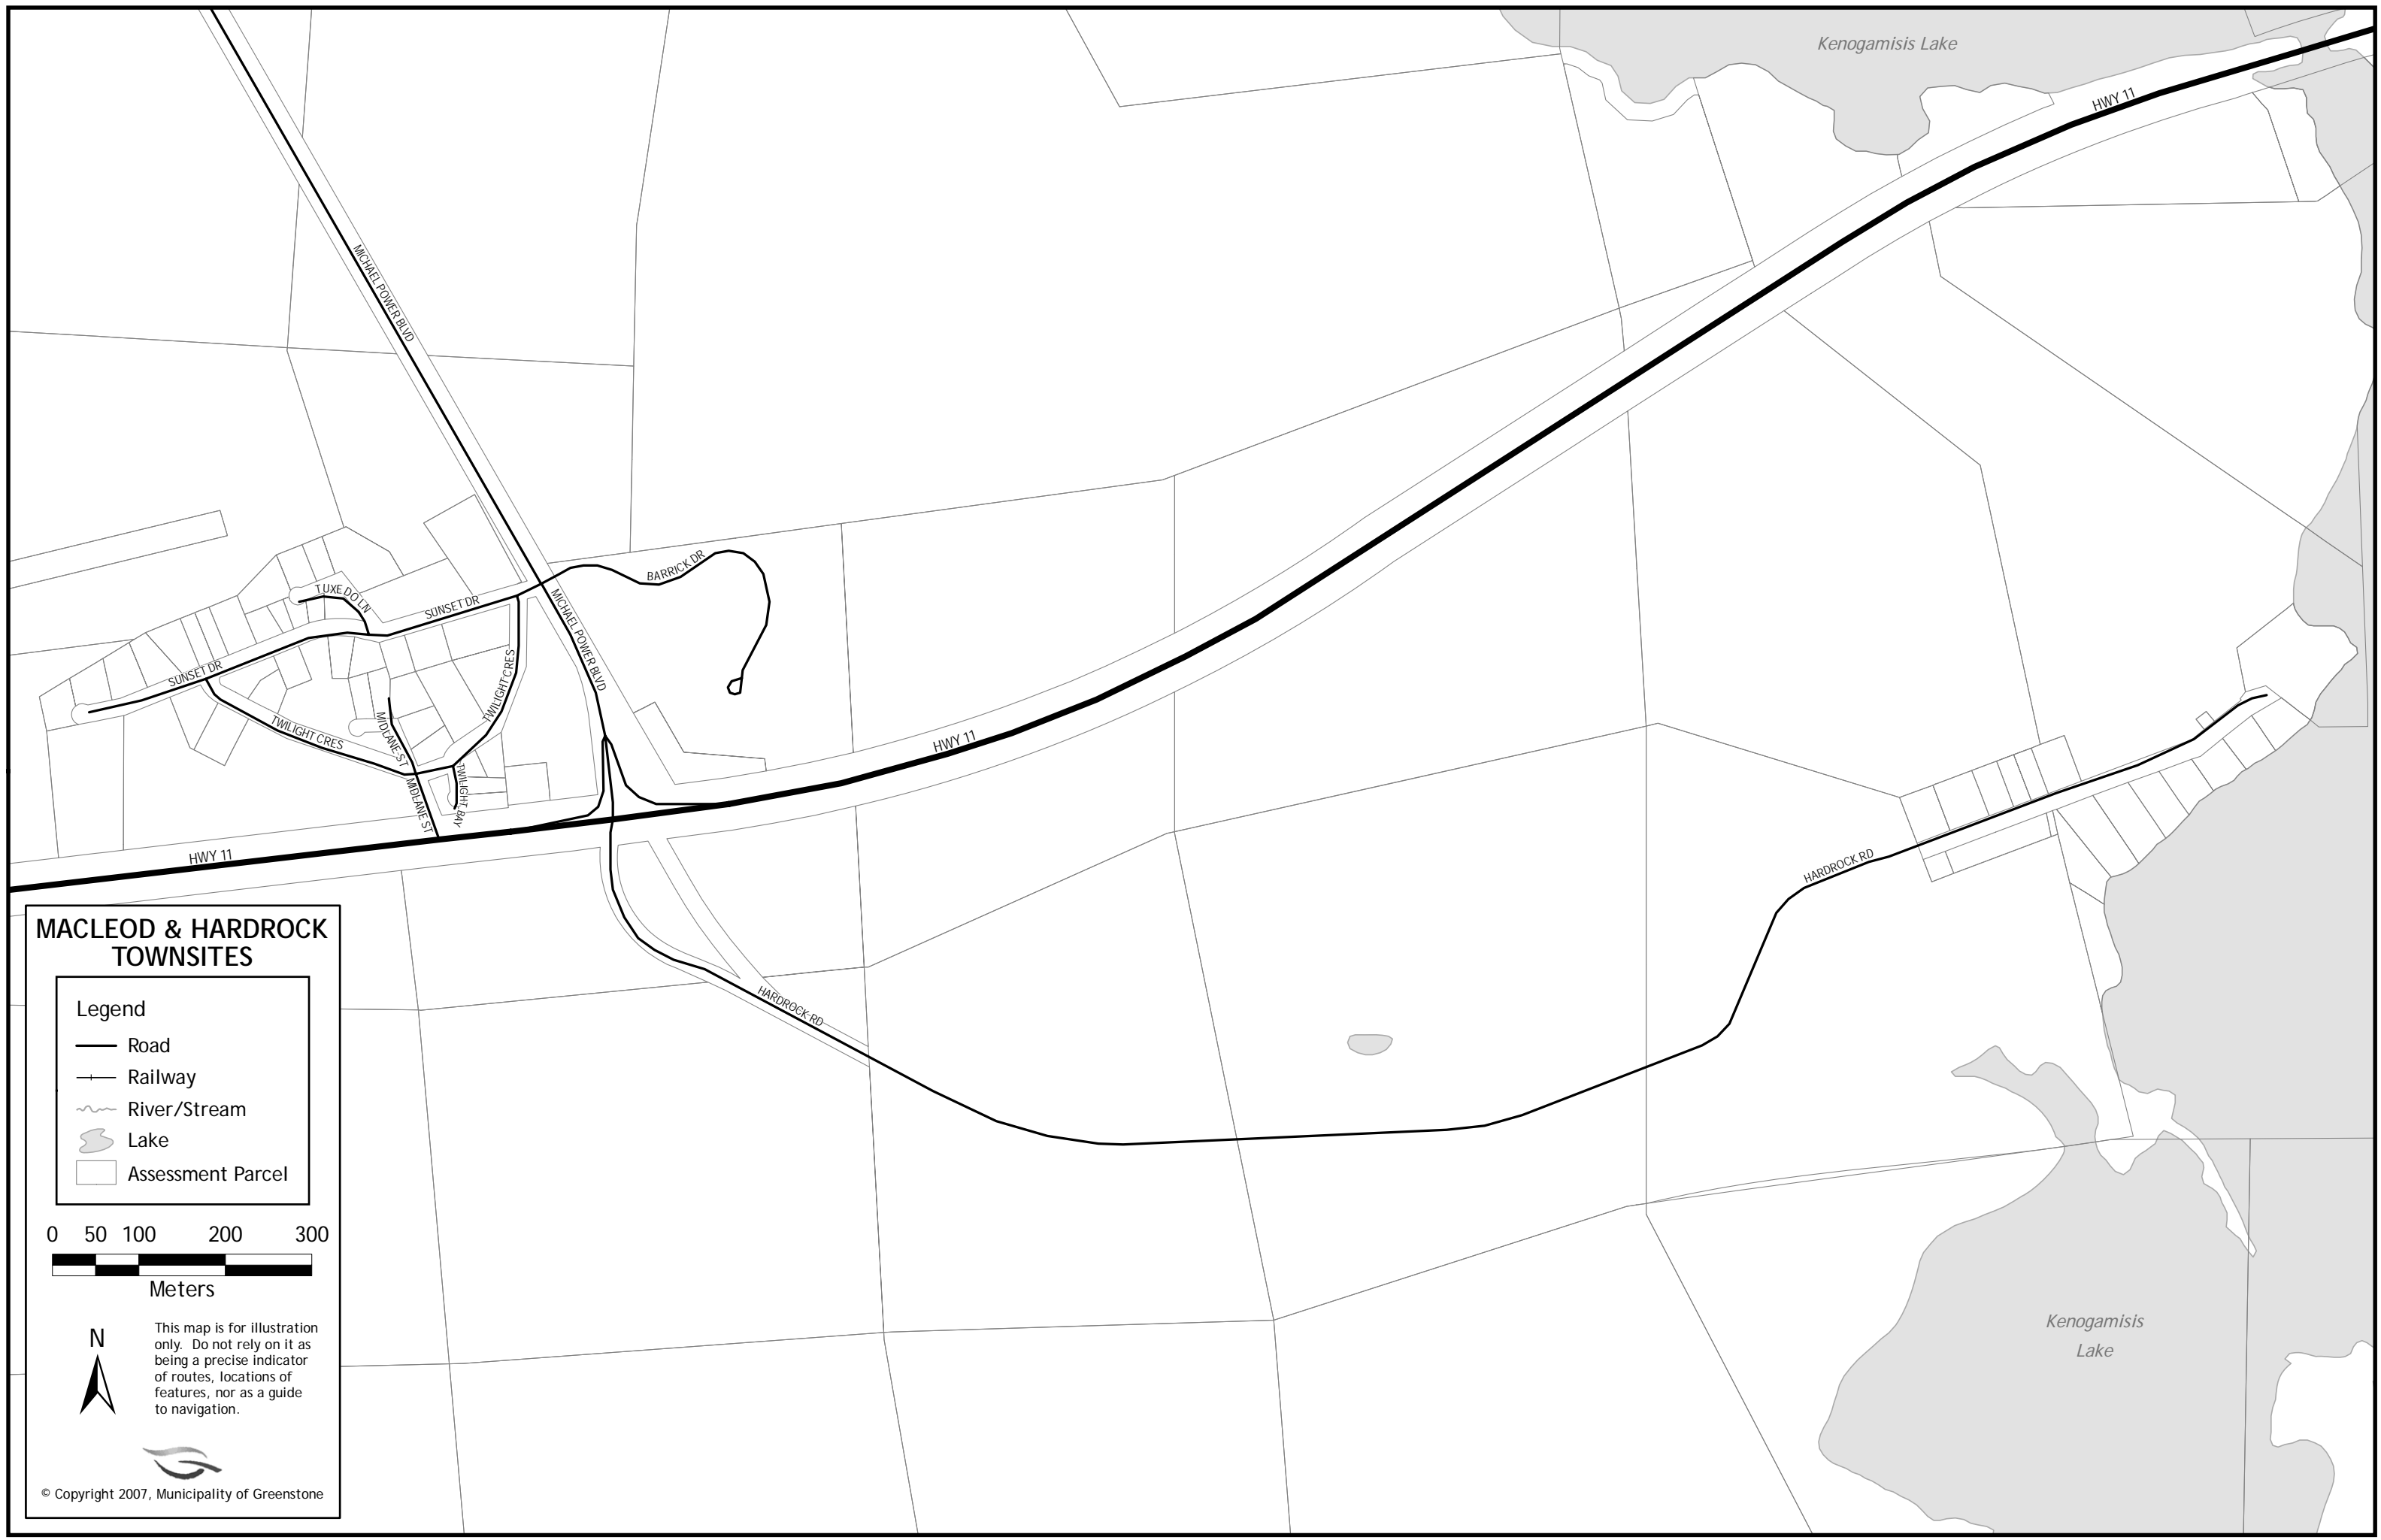 Kenogamisis Lake
HWY 11
MICHAEL POWER BLVD
BARRICK DR
TUXEDO LN
SUNSET DR
MICHAEL POWER BLVD
SUNSET DR
TWILIGHT CRES
TWILIGHT CRES
MIDLANE ST
HWY 11
TWILIGHT BAY
MIDLANE ST
HWY 11
HARDROCK RD
HARDROCK RD
MACLEOD & HARDROCK
TOWNSITES
Legend
Road
Railway
River/Stream
Lake
Assessment Parcel
0 50 100 200 300
Meters
N
This map is for illustration
only. Do not rely on it as
being a precise indicator
of routes, locations of
features, nor as a guide
to navigation.
© Copyright 2007, Municipality of Greenstone
Kenogamisis
Lake